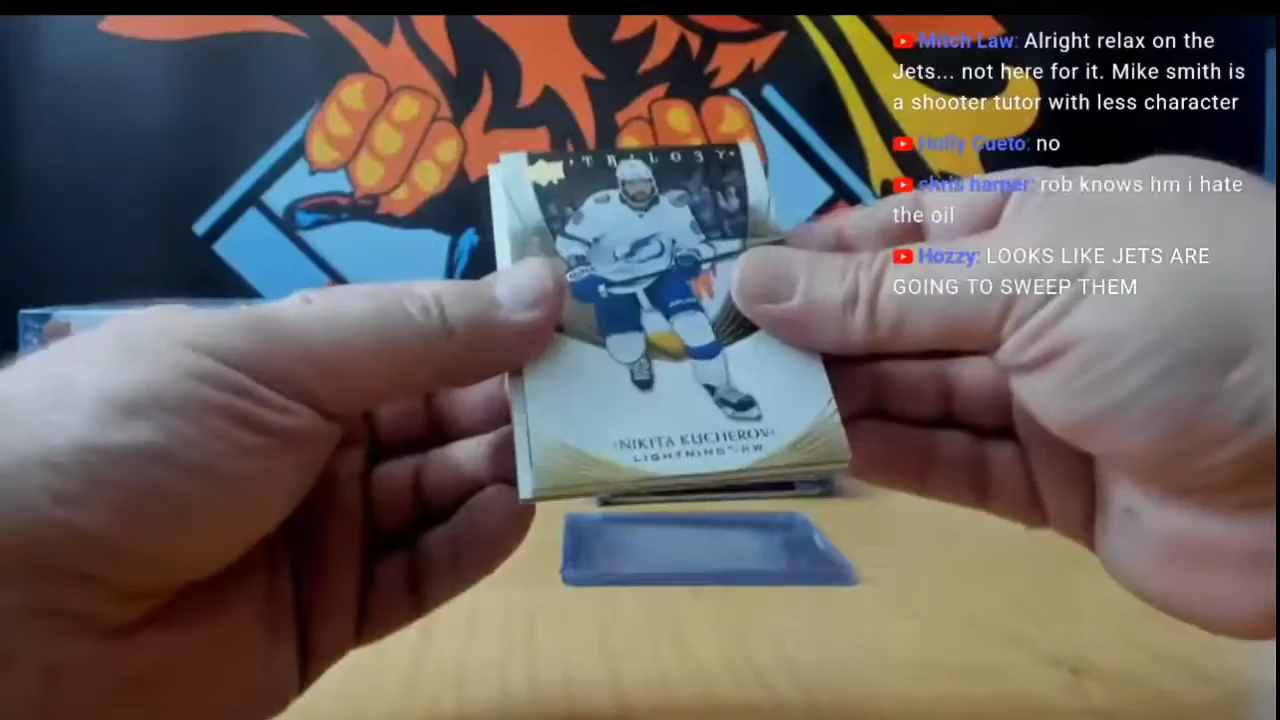 Mitch Law: Alright relax on the
Jets... not here for it. Mike smith is
a shooter tutor with less character
Holly Cueto: no
chris harper: rob knows hm i hate
the oil
Hozzy: LOOKS LIKE JETS ARE
GOING TO SWEEP THEM
TRILOGY
NIKITA KUCHEROV
LIGHTNING RW